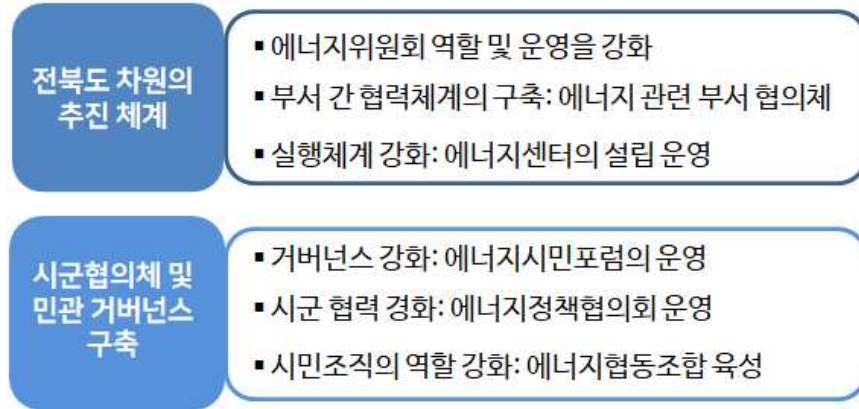 전북도 차원의
추진 체계
▪ 에너지위원회 역할 및 운영을 강화
▪ 부서 간 협력체계의 구축: 에너지 관련 부서 협의체
▪ 실행체계 강화: 에너지센터의 설립 운영
시군협의체 및
민관 거버넌스
구축
▪ 거버넌스 강화: 에너지시민포럼의 운영
▪ 시군 협력 경화: 에너지정책협의회 운영
▪ 시민조직의 역할 강화: 에너지협동조합 육성